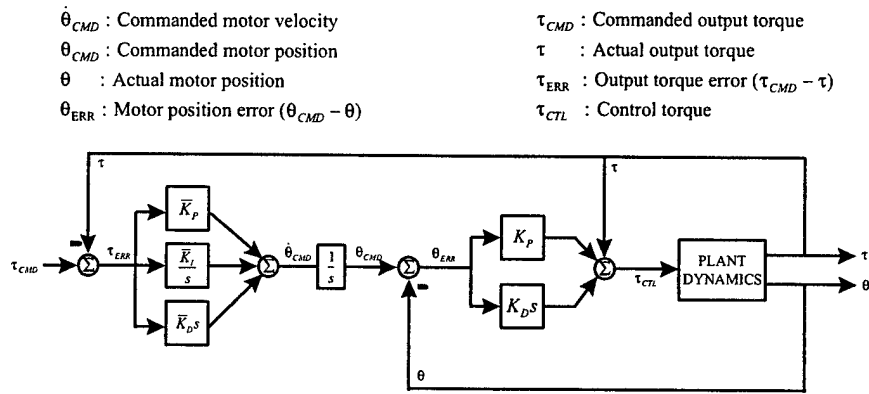 θ̇CMD : Commanded motor velocity
θCMD : Commanded motor position
θ : Actual motor position
θERR : Motor position error (θCMD − θ)
τCMD : Commanded output torque
τ : Actual output torque
τERR : Output torque error (τCMD − τ)
τCTL : Control torque
τ
τ
K̅P
τCMD
Σ
τERR
K̅I
s
K̅Ds
Σ
θ̇CMD
1
s
θCMD
Σ
θERR
KP
KDs
Σ
τCTL
PLANT
DYNAMICS
τ
θ
θ